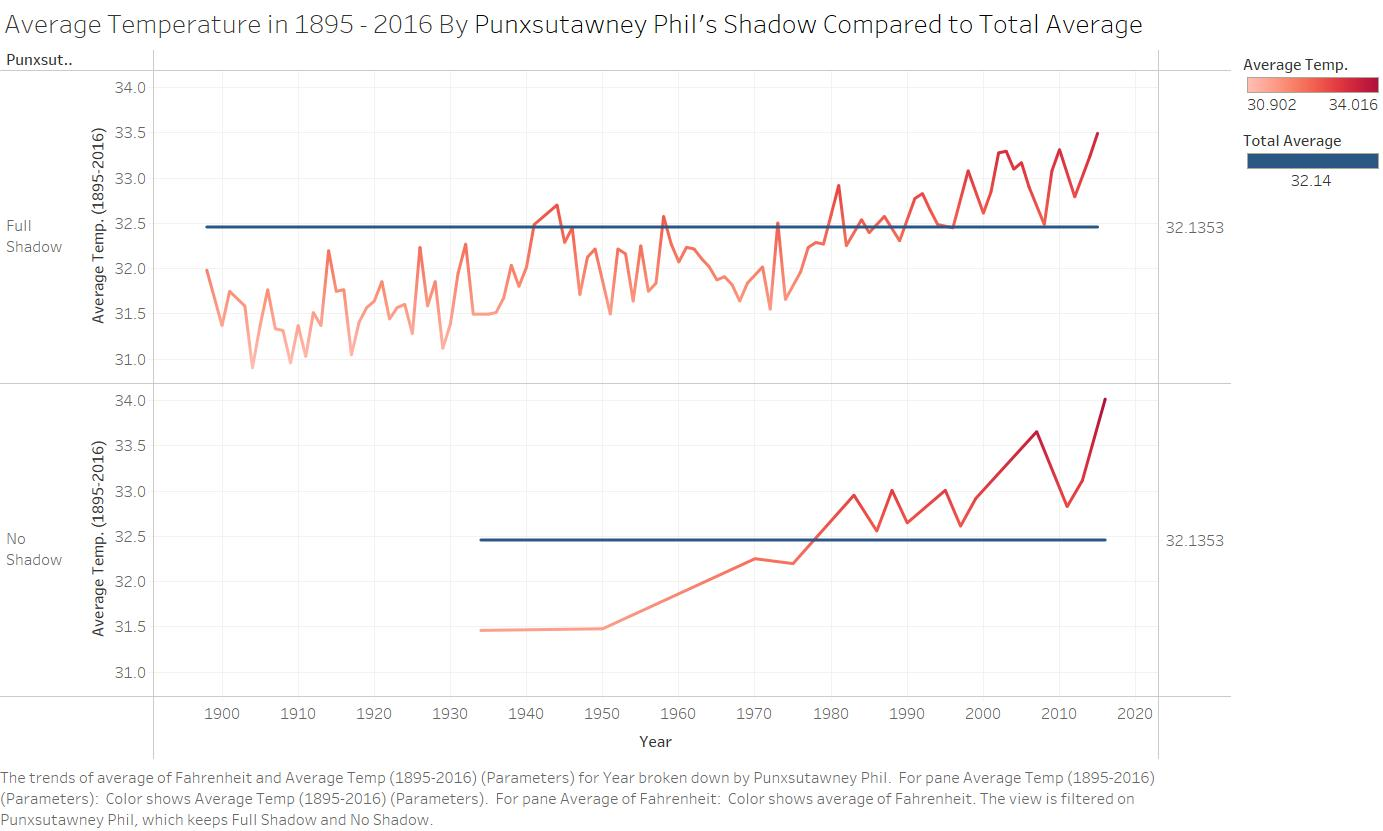 Average Temperature in 1895 - 2016 By Punxsutawney Phil's Shadow Compared to Total Average
Punxsut..
Average Temp.
30.902 34.016
Total Average
32.14
Full
Shadow
Average Temp. (1895-2016)
34.0
33.5
33.0
32.5
32.0
31.5
31.0
32.1353
No
Shadow
Average Temp. (1895-2016)
34.0
33.5
33.0
32.5
32.0
31.5
31.0
32.1353
1900 1910 1920 1930 1940 1950 1960 1970 1980 1990 2000 2010 2020
Year
The trends of average of Fahrenheit and Average Temp (1895-2016) (Parameters) for Year broken down by Punxsutawney Phil. For pane Average Temp (1895-2016)
(Parameters): Color shows Average Temp (1895-2016) (Parameters). For pane Average of Fahrenheit: Color shows average of Fahrenheit. The view is filtered on
Punxsutawney Phil, which keeps Full Shadow and No Shadow.